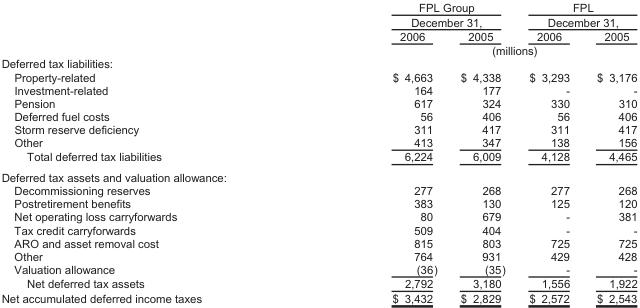 FPL Group FPL
December 31, December 31,
2006 2005 2006 2005
(millions)
Deferred tax liabilities:
Property-related $ 4,663 $ 4,338 $ 3,293 $ 3,176
Investment-related 164 177 - -
Pension 617 324 330 310
Deferred fuel costs 56 406 56 406
Storm reserve deficiency 311 417 311 417
Other 413 347 138 156
Total deferred tax liabilities 6,224 6,009 4,128 4,465
Deferred tax assets and valuation allowance:
Decommissioning reserves 277 268 277 268
Postretirement benefits 383 130 125 120
Net operating loss carryforwards 80 679 - 381
Tax credit carryforwards 509 404 - -
ARO and asset removal cost 815 803 725 725
Other 764 931 429 428
Valuation allowance (36) (35) - -
Net deferred tax assets 2,792 3,180 1,556 1,922
Net accumulated deferred income taxes $ 3,432 $ 2,829 $ 2,572 $ 2,543